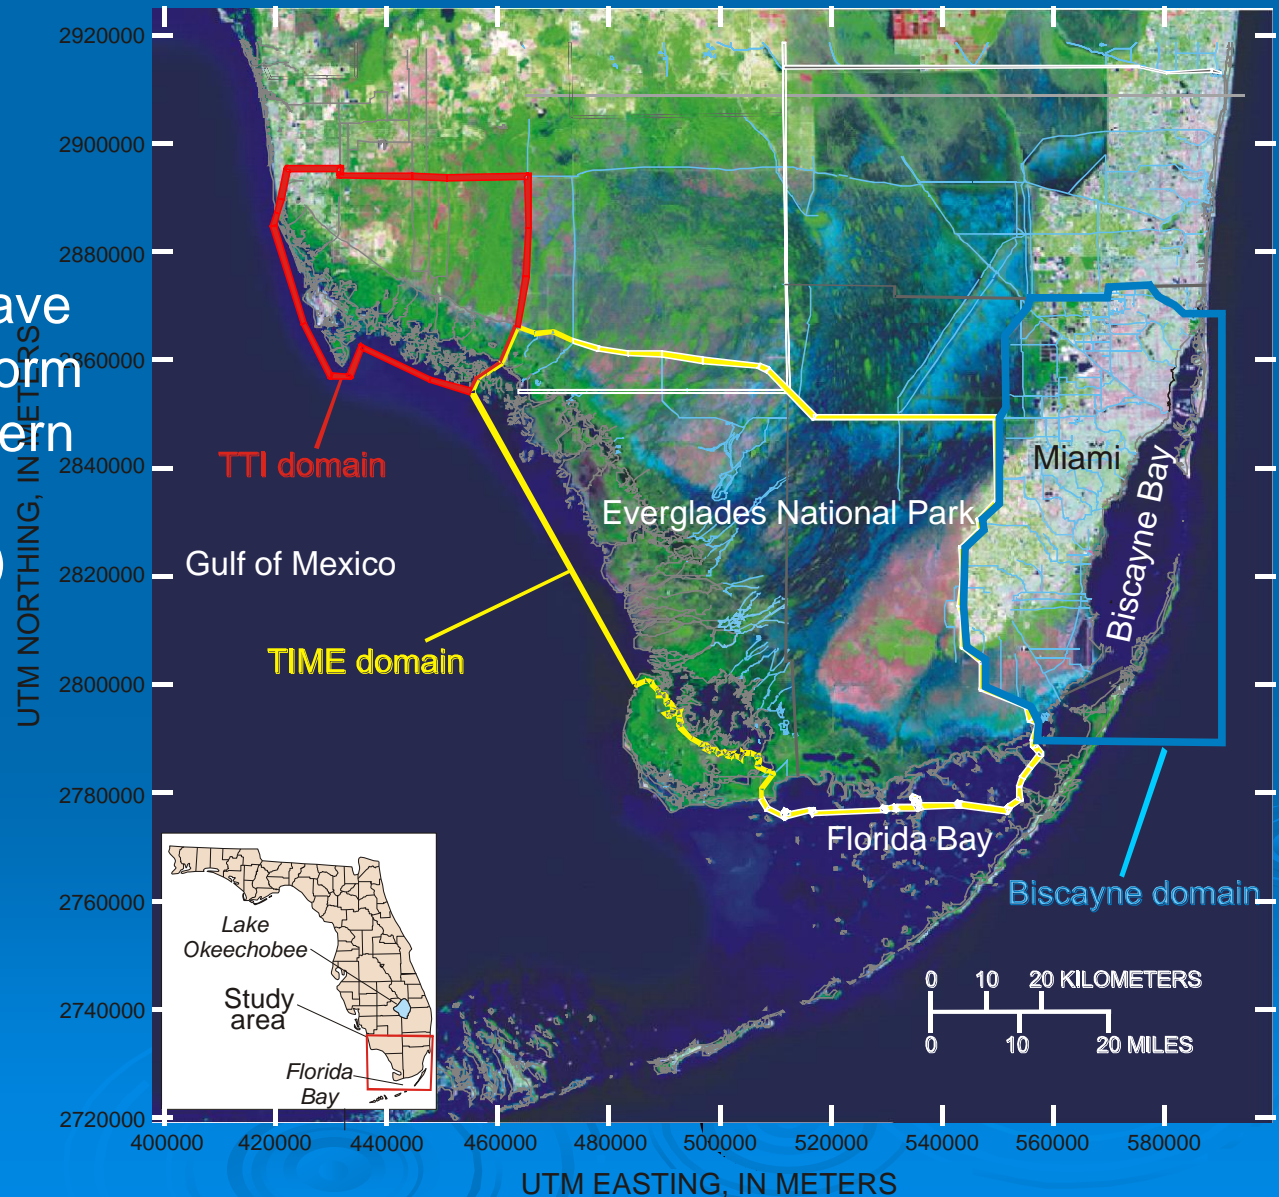 2920000
2900000
2880000
2860000
2840000
2820000
2800000
2780000
2760000
2740000
2720000
UTM NORTHING, IN METERS
ave
orm
ern
)
TTI domain
Gulf of Mexico
TIME domain
Everglades National Park
Miami
Biscayne Bay
Florida Bay
Biscayne domain
Lake
Okeechobee
Study
area
Florida
Bay
0 10 20 KILOMETERS
0 10 20 MILES
400000 420000 440000 460000 480000 500000 520000 540000 560000 580000
UTM EASTING, IN METERS